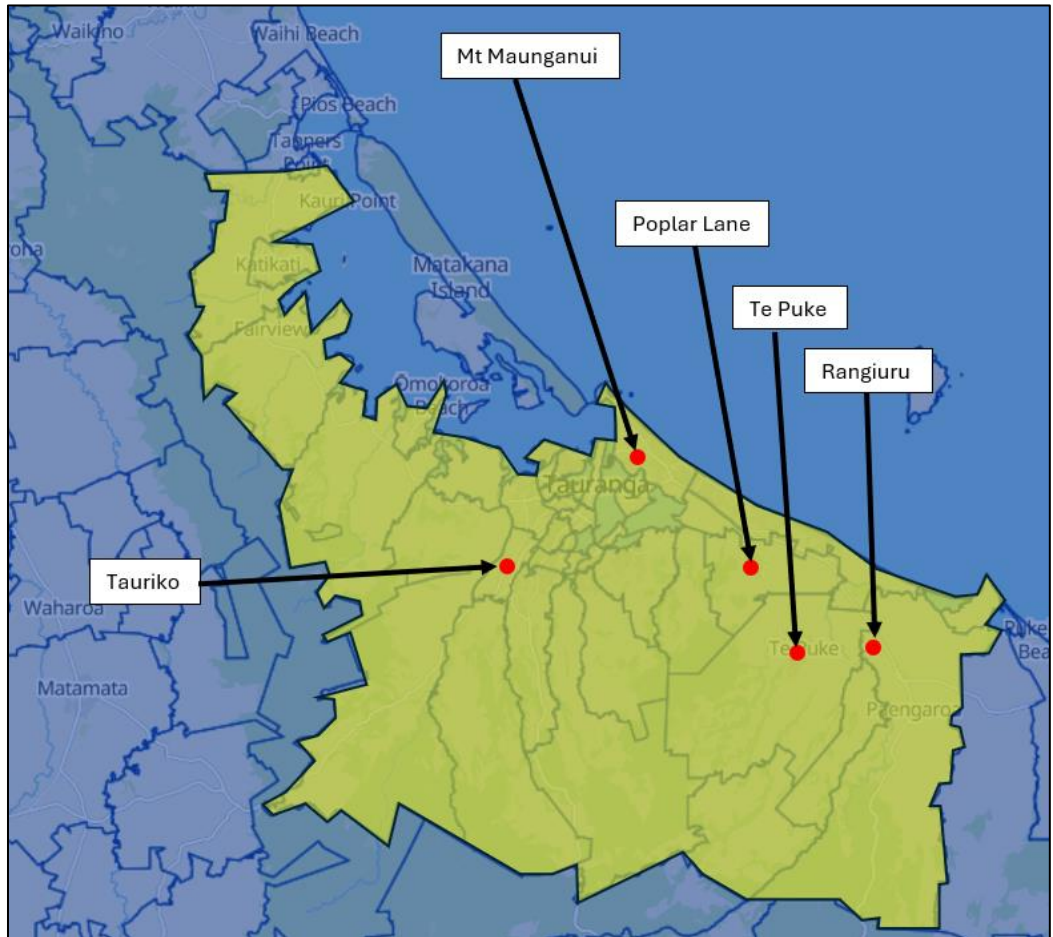 Waikino
Waihi Beach
Mt Maunganui
Pios Beach
Tanners
Point
Kauri Point
Poplar Lane
Katikati
Matakana
Island
Te Puke
Fairview
Rangiuru
Ōmokoroa
Beach
Tauranga
Tauriko
Waharoa
Te Puke
Matamata
Paengaroa